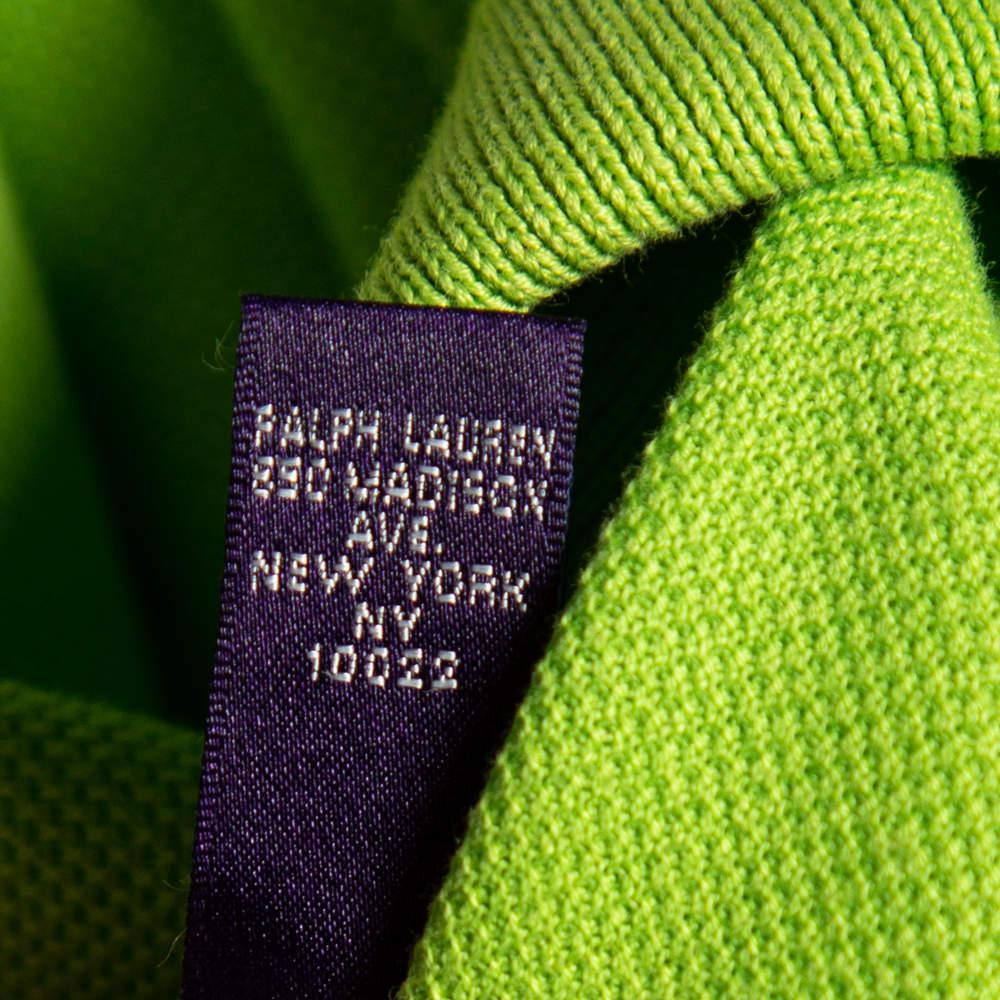 RALPH LAUREN
650 MADISON
AVE.
NEW YORK
NY
10022